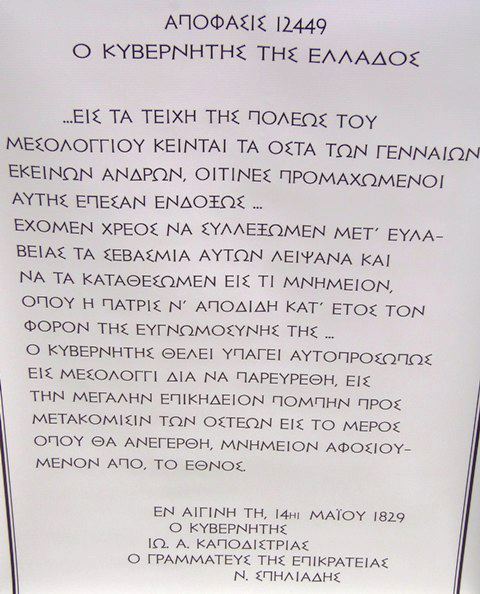 ΑΠΟΦΑΣΙΣ 12449
Ο ΚΥΒΕΡΝΗΤΗΣ ΤΗΣ ΕΛΛΑΔΟΣ
...ΕΙΣ ΤΑ ΤΕΙΧΗ ΤΗΣ ΠΟΛΕΩΣ ΤΟΥ
ΜΕΣΟΛΟΓΓΙΟΥ ΚΕΙΝΤΑΙ ΤΑ ΟΣΤΑ ΤΩΝ ΓΕΝΝΑΙΩΝ
ΕΚΕΙΝΩΝ ΑΝΔΡΩΝ, ΟΙΤΙΝΕΣ ΠΡΟΜΑΧΩΜΕΝΟΙ
ΑΥΤΗΣ ΕΠΕΣΑΝ ΕΝΔΟΞΩΣ ...
ΕΧΟΜΕΝ ΧΡΕΟΣ ΝΑ ΣΥΛΛΕΞΩΜΕΝ ΜΕΤ' ΕΥΛΑ-
ΒΕΙΑΣ ΤΑ ΣΕΒΑΣΜΙΑ ΑΥΤΩΝ ΛΕΙΨΑΝΑ ΚΑΙ
ΝΑ ΤΑ ΚΑΤΑΘΕΣΩΜΕΝ ΕΙΣ ΤΙ ΜΝΗΜΕΙΟΝ,
ΟΠΟΥ Η ΠΑΤΡΙΣ Ν' ΑΠΟΔΙΔΗ ΚΑΤ' ΕΤΟΣ ΤΟΝ
ΦΟΡΟΝ ΤΗΣ ΕΥΓΝΩΜΟΣΥΝΗΣ ΤΗΣ ...
Ο ΚΥΒΕΡΝΗΤΗΣ ΘΕΛΕΙ ΥΠΑΓΕΙ ΑΥΤΟΠΡΟΣΩΠΩΣ
ΕΙΣ ΜΕΣΟΛΟΓΓΙ ΔΙΑ ΝΑ ΠΑΡΕΥΡΕΘΗ, ΕΙΣ
ΤΗΝ ΜΕΓΑΛΗΝ ΕΠΙΚΗΔΕΙΟΝ ΠΟΜΠΗΝ ΠΡΟΣ
ΜΕΤΑΚΟΜΙΣΙΝ ΤΩΝ ΟΣΤΕΩΝ ΕΙΣ ΤΟ ΜΕΡΟΣ
ΟΠΟΥ ΘΑ ΑΝΕΓΕΡΘΗ, ΜΝΗΜΕΙΟΝ ΑΦΟΣΙΟΥ-
ΜΕΝΟΝ ΑΠΟ, ΤΟ ΕΘΝΟΣ.
ΕΝ ΑΙΓΙΝΗ ΤΗ, 14ΗΙ ΜΑΪΟΥ 1829
Ο ΚΥΒΕΡΝΗΤΗΣ
ΙΩ. Α. ΚΑΠΟΔΙΣΤΡΙΑΣ
Ο ΓΡΑΜΜΑΤΕΥΣ ΤΗΣ ΕΠΙΚΡΑΤΕΙΑΣ
Ν. ΣΠΗΛΙΑΔΗΣ